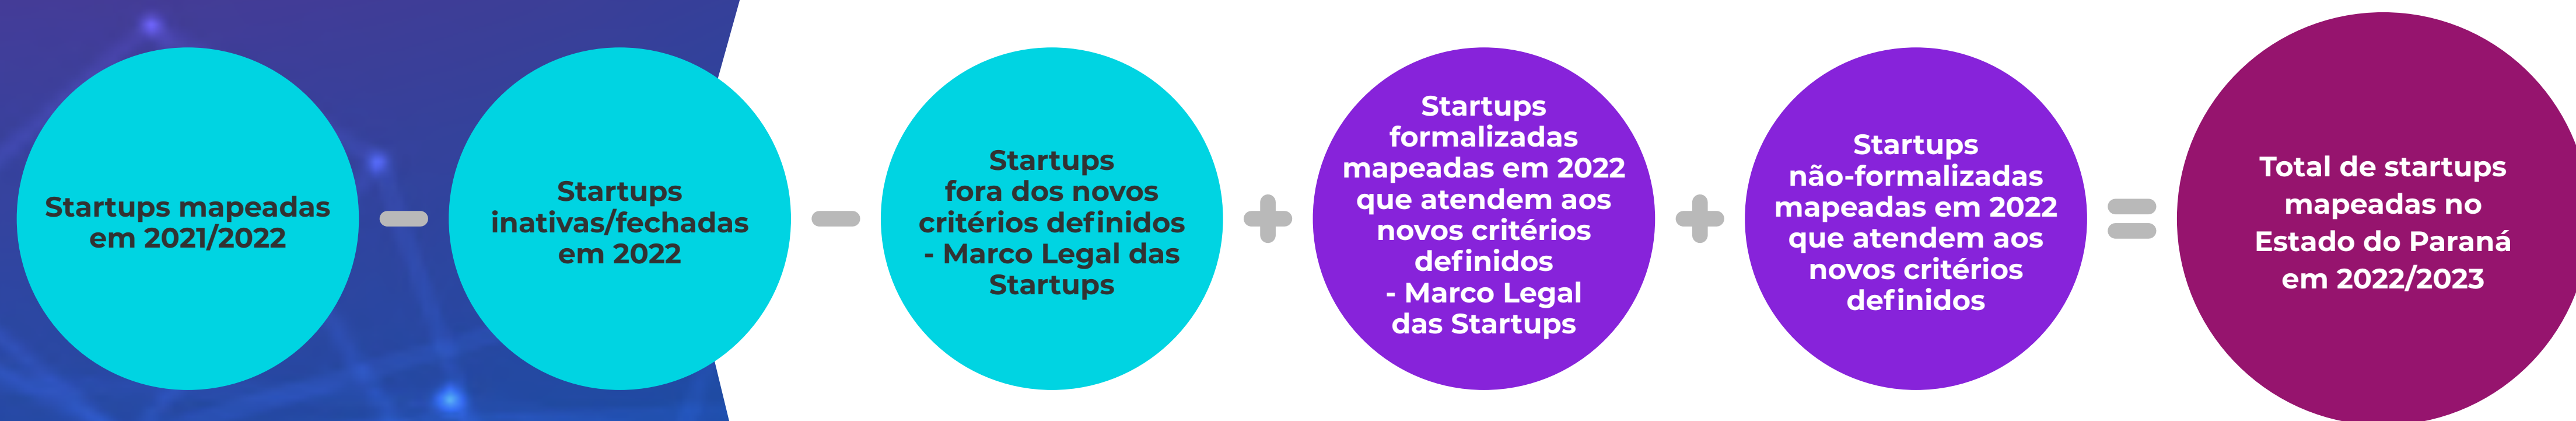 Startups mapeadas
em 2021/2022
Startups
inativas/fechadas
em 2022
Startups
fora dos novos
critérios definidos
- Marco Legal das
Startups
Startups
formalizadas
mapeadas em 2022
que atendem aos
novos critérios
definidos
- Marco Legal
das Startups
Startups
não-formalizadas
mapeadas em 2022
que atendem aos
novos critérios
definidos
Total de startups
mapeadas no
Estado do Paraná
em 2022/2023